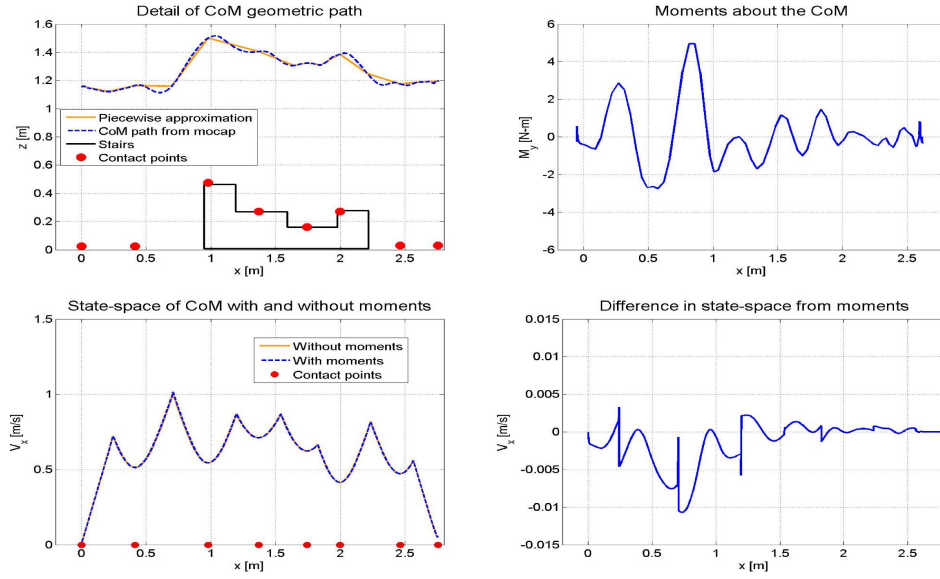 Detail of CoM geometric path
1.6
1.4
1.2
1
0.8
0.6
0.4
0.2
0
z [m]
Piecewise approximation
CoM path from mocap
Stairs
Contact points
0 0.5 1 1.5 2 2.5
x [m]
Moments about the CoM
6
4
2
0
-2
-4
-6
M_y [N-m]
0 0.5 1 1.5 2 2.5
x [m]
State-space of CoM with and without moments
1.5
1
0.5
0
V_x [m/s]
Without moments
With moments
Contact points
0 0.5 1 1.5 2 2.5
x [m]
Difference in state-space from moments
0.015
0.01
0.005
0
-0.005
-0.01
-0.015
V_x [m/s]
0 0.5 1 1.5 2 2.5
x [m]